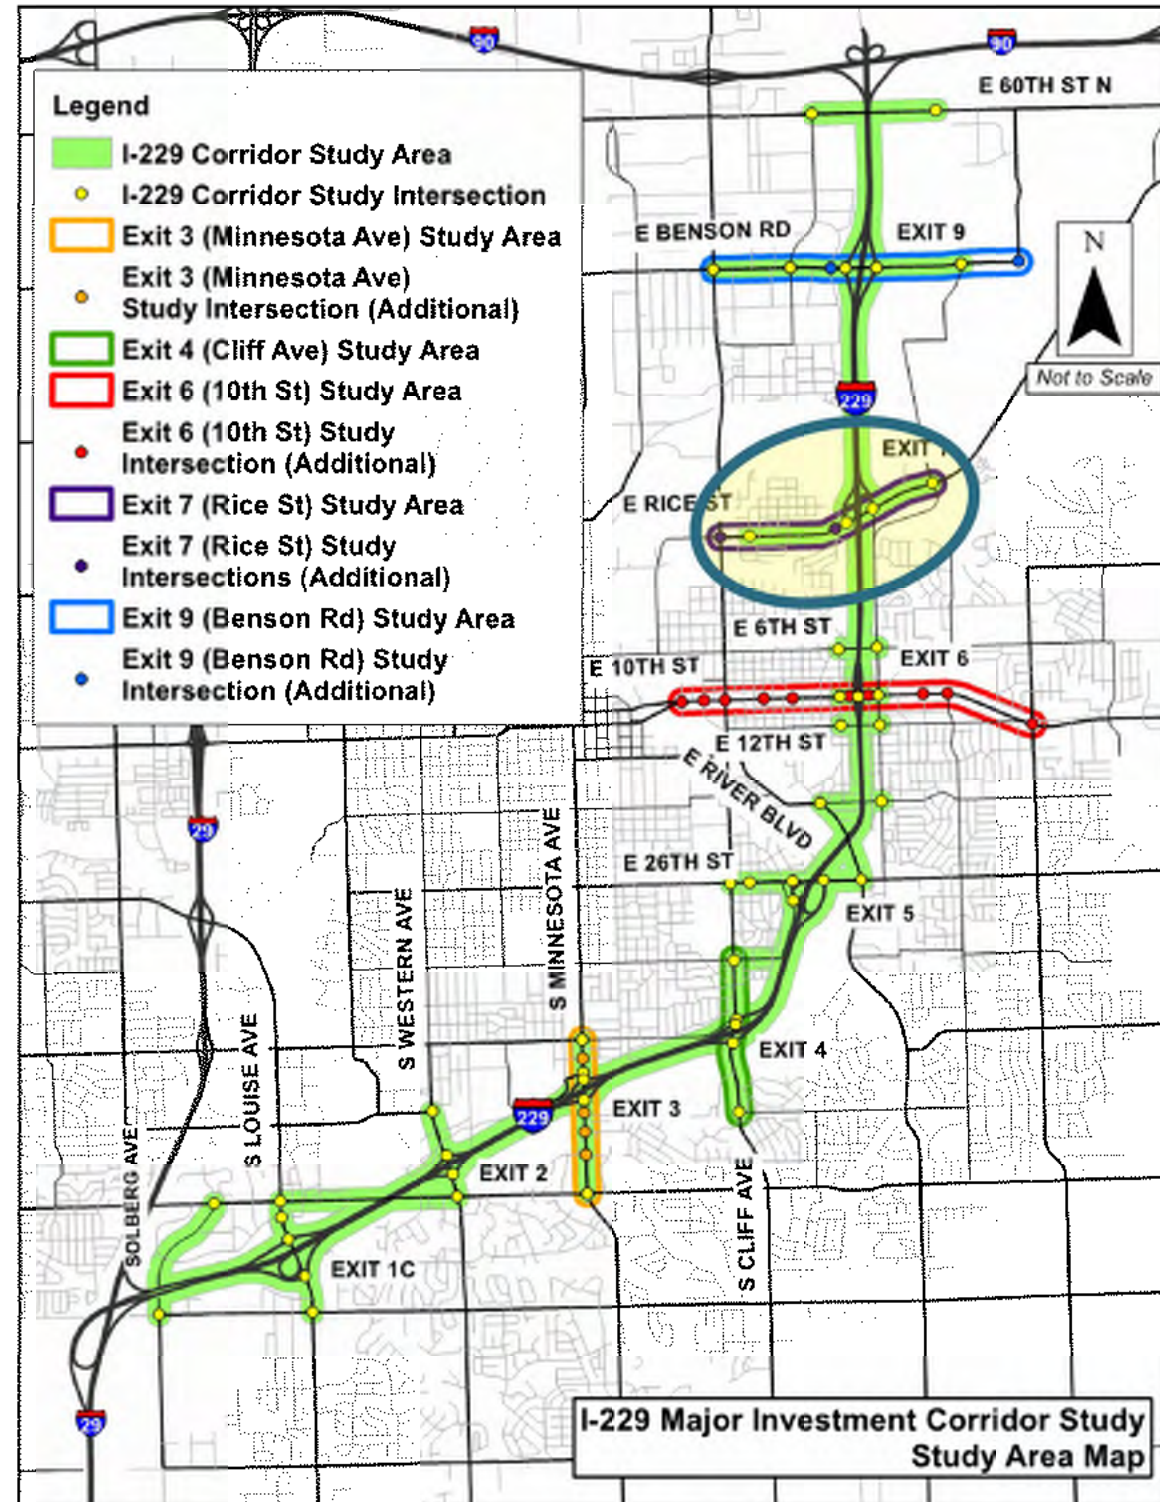 90
90
E 60TH ST N
Legend
I-229 Corridor Study Area
I-229 Corridor Study Intersection
Exit 3 (Minnesota Ave) Study Area
Exit 3 (Minnesota Ave)
Study Intersection (Additional)
Exit 4 (Cliff Ave) Study Area
Exit 6 (10th St) Study Area
Exit 6 (10th St) Study
Intersection (Additional)
Exit 7 (Rice St) Study Area
Exit 7 (Rice St) Study
Intersections (Additional)
Exit 9 (Benson Rd) Study Area
Exit 9 (Benson Rd) Study
Intersection (Additional)
E BENSON RD
EXIT 9
N
Not to Scale
229
EXIT
E RICE ST
E 6TH ST
EXIT 6
E 10TH ST
E 12TH ST
E RIVER BLVD
29
E 26TH ST
S MINNESOTA AVE
S WESTERN AVE
EXIT 5
S LOUISE AVE
EXIT 4
229
EXIT 3
SOLBERG AVE
EXIT 2
S CLIFF AVE
EXIT 1C
29
I-229 Major Investment Corridor Study
Study Area Map